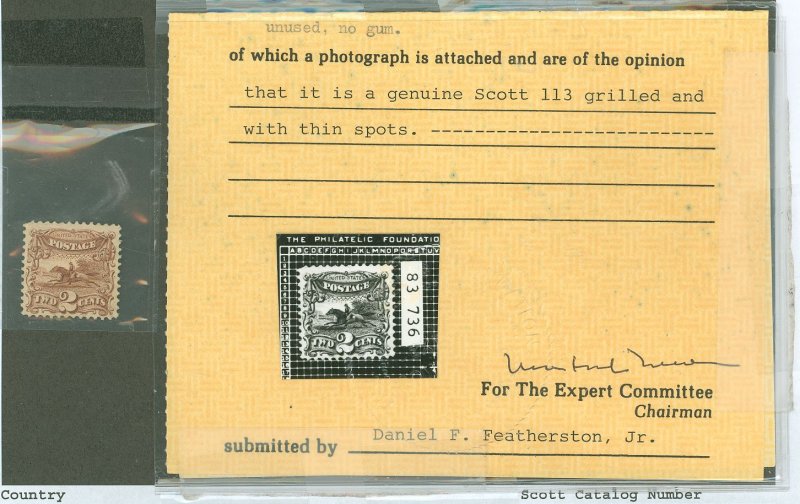 unused, no gum.
of which a photograph is attached and are of the opinion
that it is a genuine Scott 113 grilled and
with thin spots. --------------------------
THE PHILATELIC FOUNDATIO
ABCDEFGHIJKLMNOPQRSTUV
UNITED STATES
POSTAGE
TWO 2 CENTS
83 736
POSTAGE
TWO 2 CENTS
For The Expert Committee
Chairman
submitted by Daniel F. Featherston, Jr.
Country
Scott Catalog Number